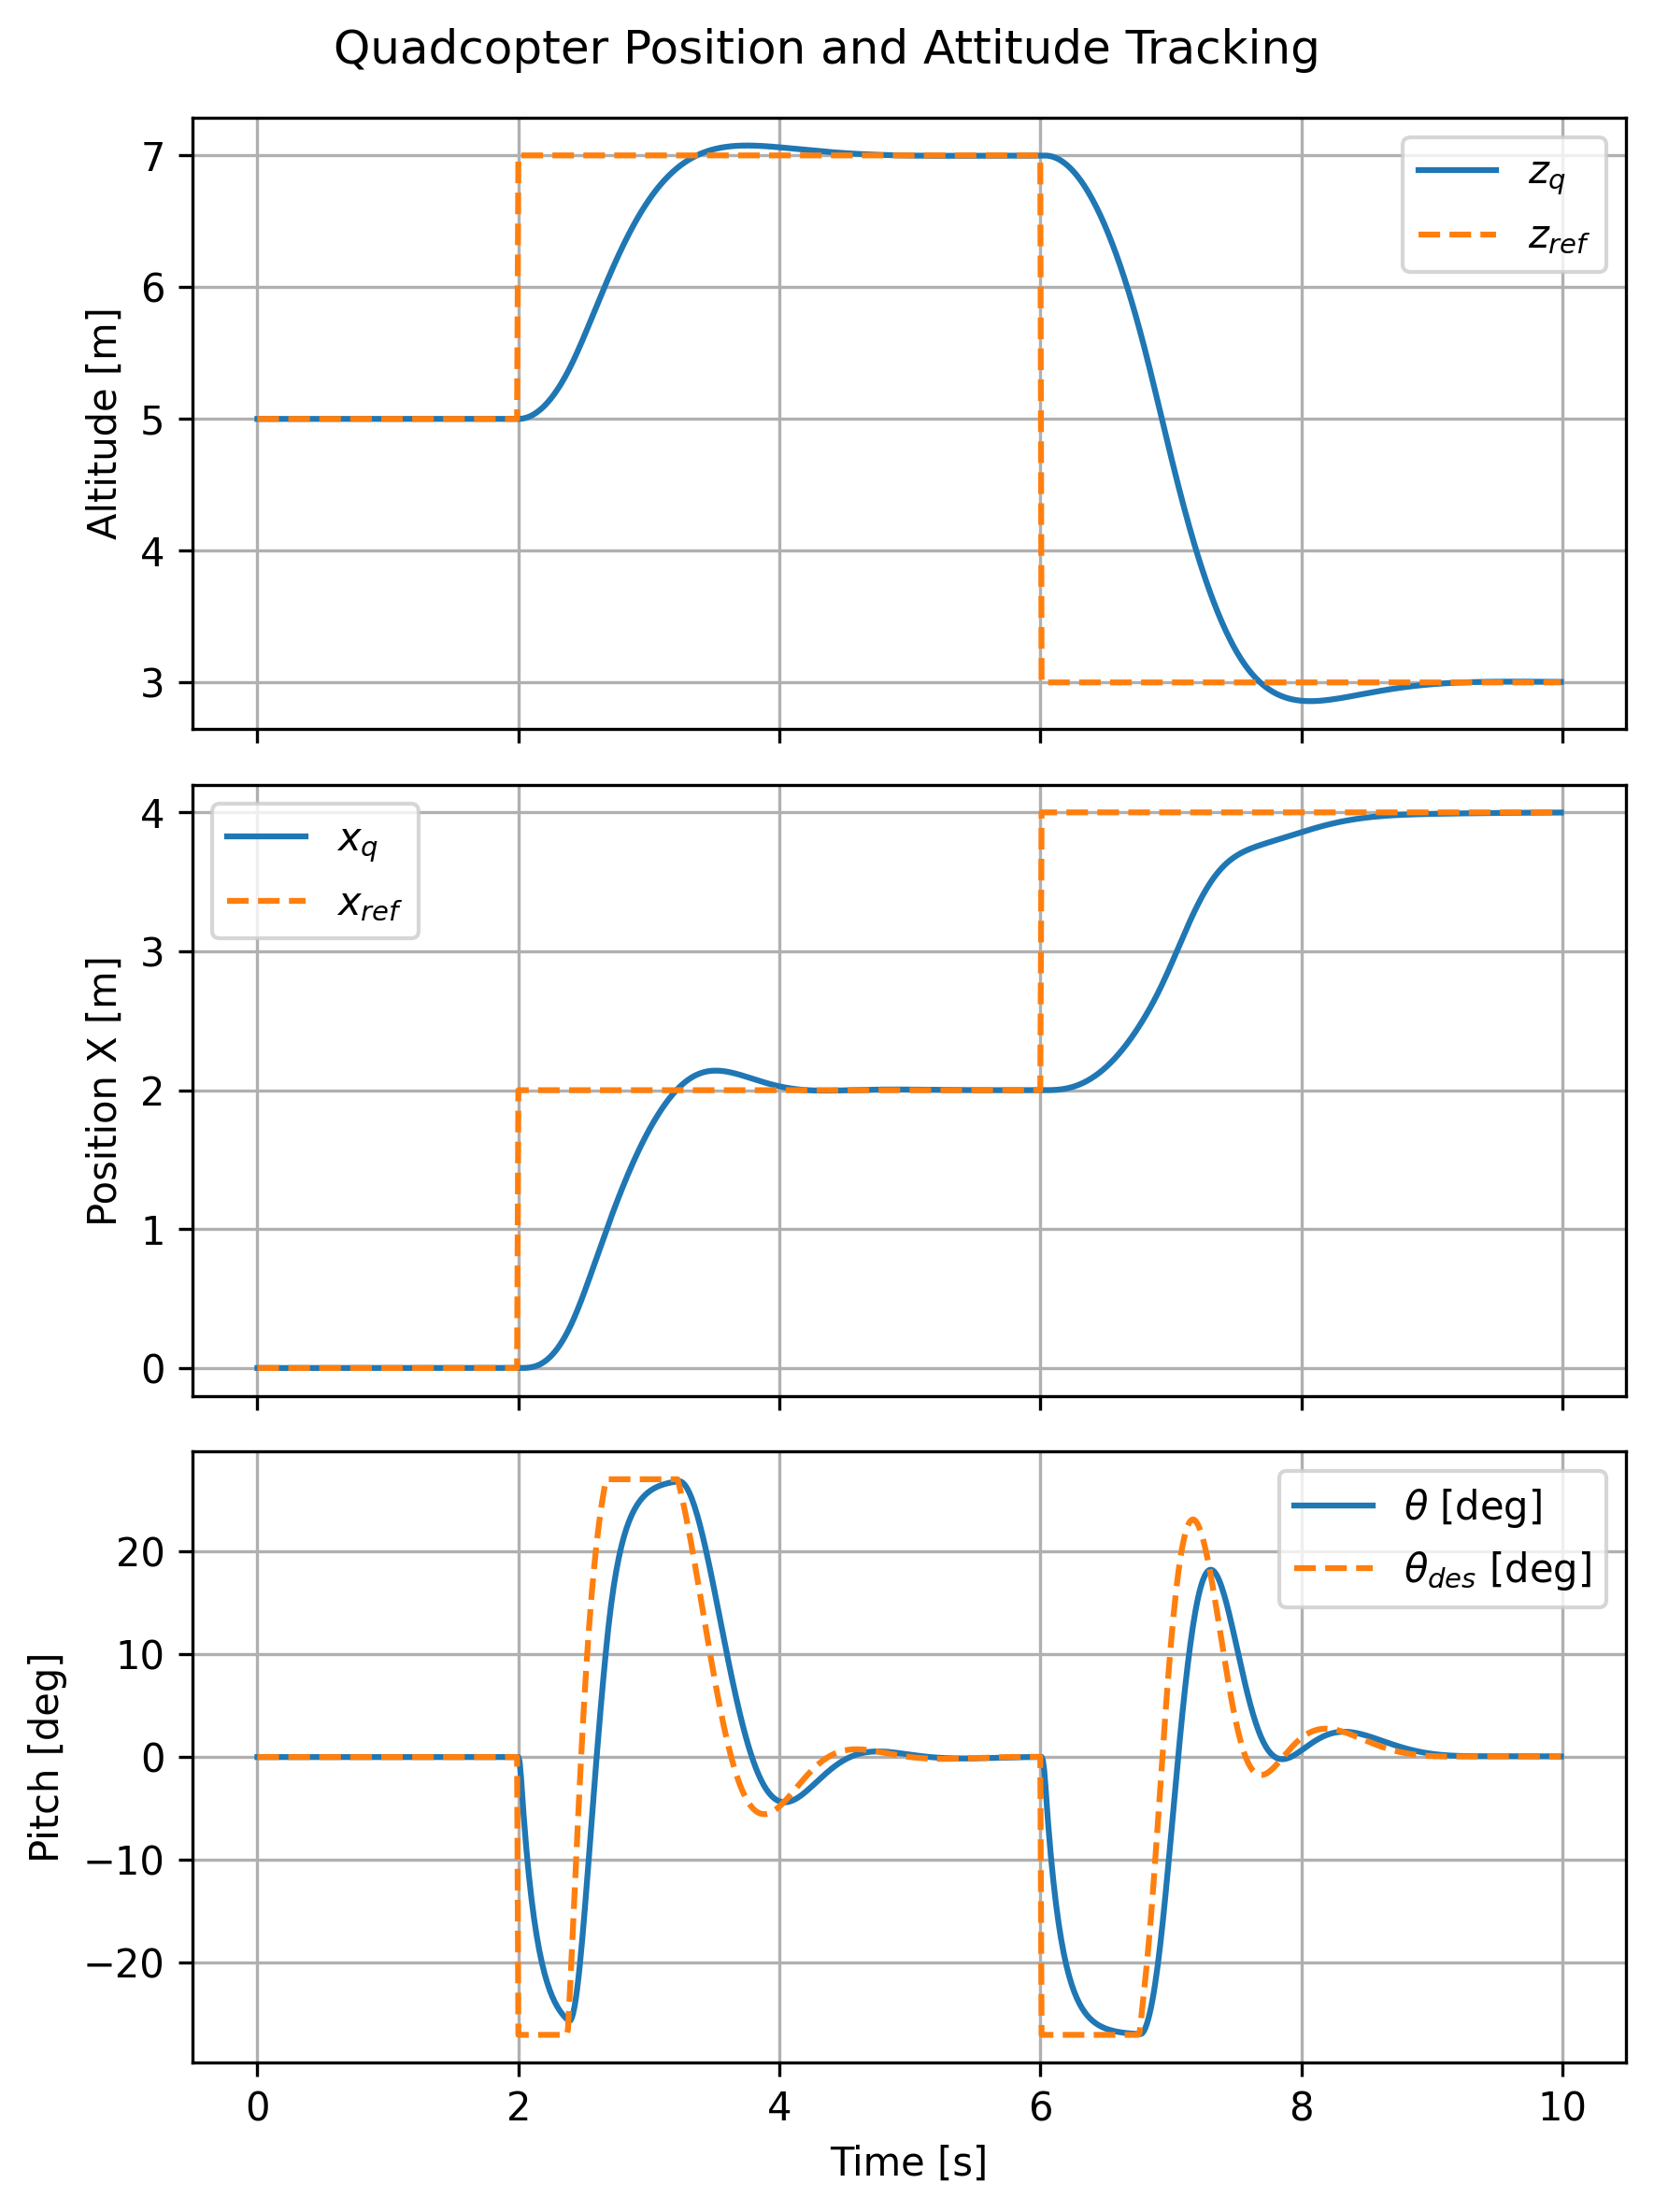 Quadcopter Position and Attitude Tracking
7
6
5
4
3
Altitude [m]
z_q
z_ref
4
3
2
1
0
Position X [m]
x_q
x_ref
20
10
0
−10
−20
Pitch [deg]
θ [deg]
θ_des [deg]
0 2 4 6 8 10
Time [s]